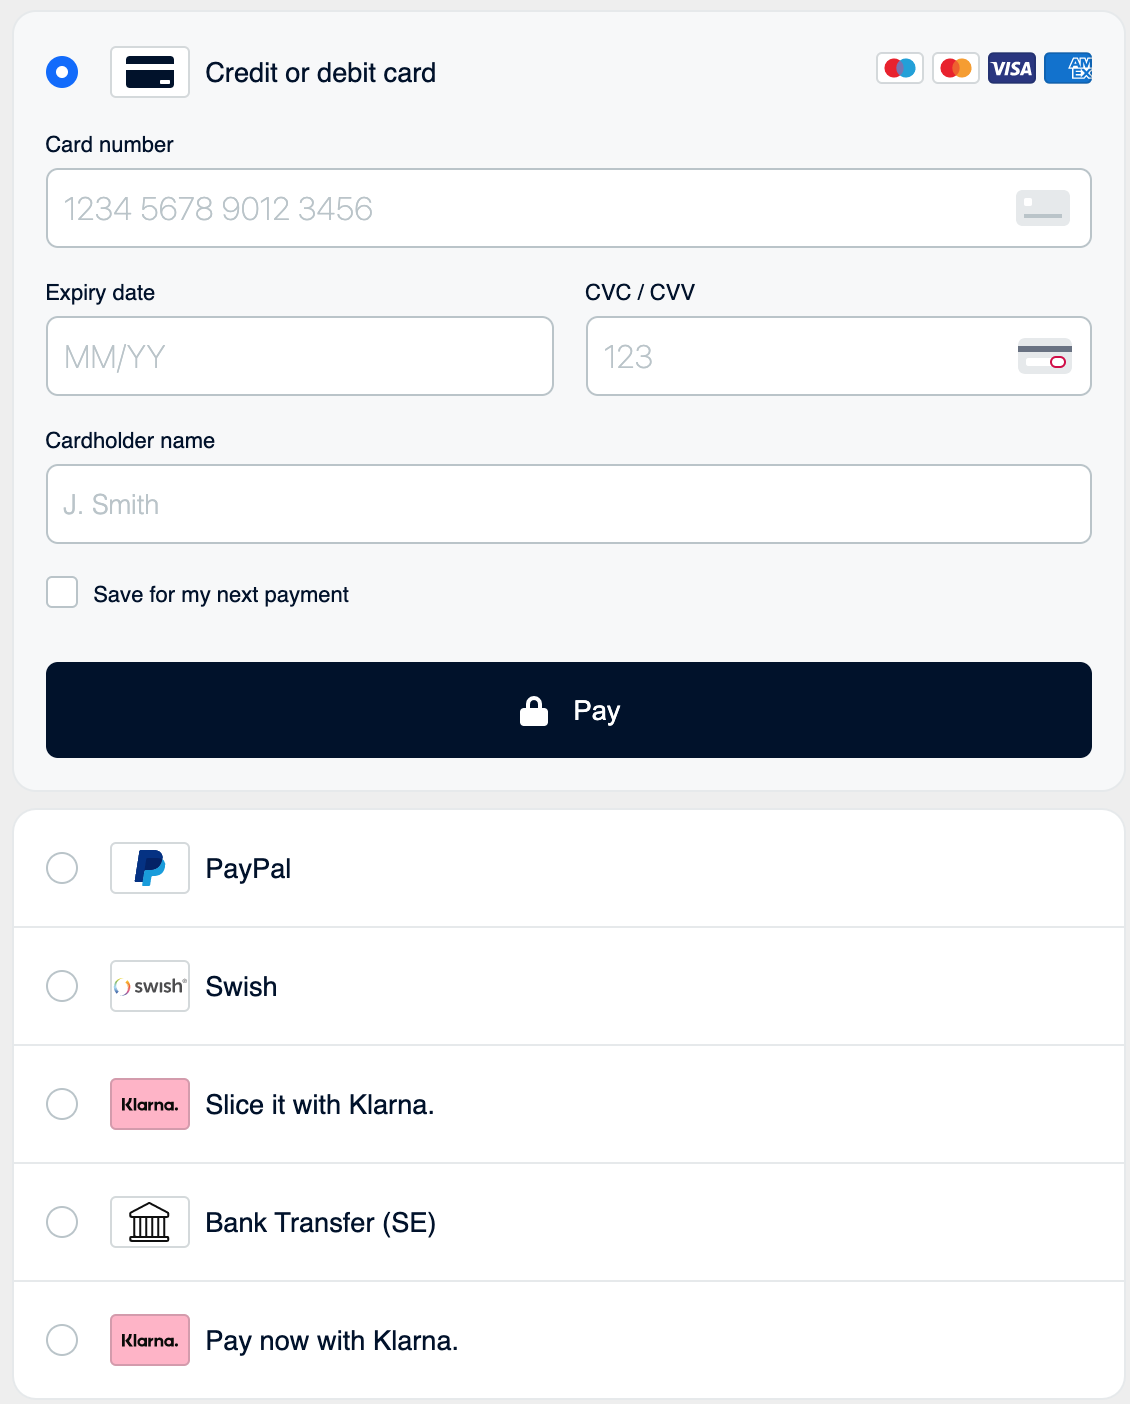 Credit or debit card VISA AM EX
Card number
1234 5678 9012 3456
Expiry date CVC / CVV
MM/YY 123
Cardholder name
J. Smith
Save for my next payment
Pay
PayPal
swish® Swish
Klarna. Slice it with Klarna.
Bank Transfer (SE)
Klarna. Pay now with Klarna.